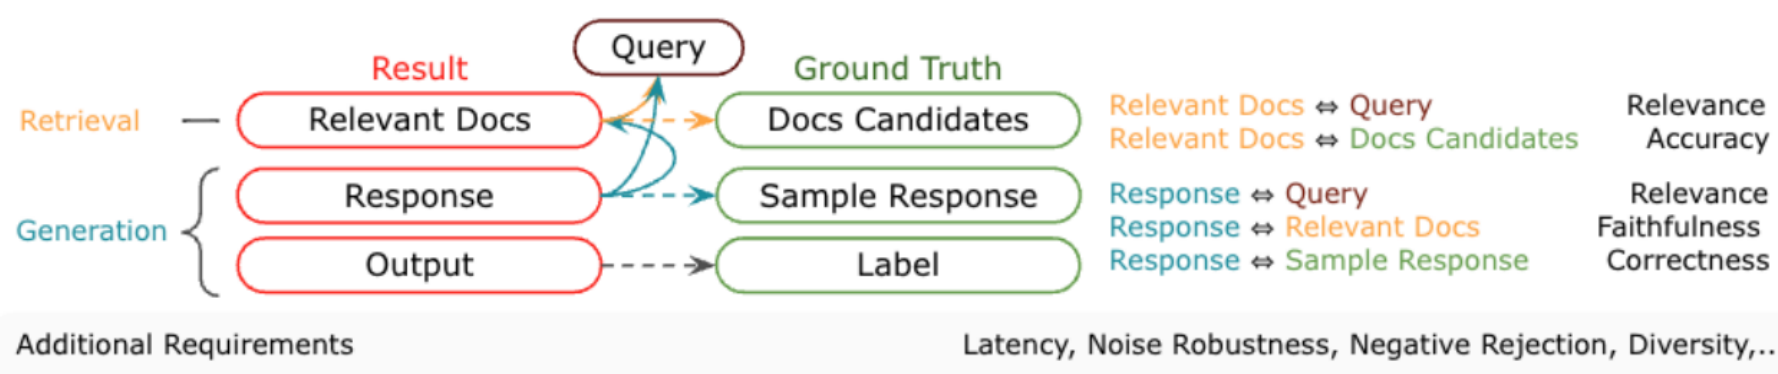 Query
Result
Ground Truth
Retrieval
Relevant Docs
Docs Candidates
Relevant Docs ⇔ Query Relevance
Relevant Docs ⇔ Docs Candidates Accuracy
Generation
Response
Sample Response
Output
Label
Response ⇔ Query Relevance
Response ⇔ Relevant Docs Faithfulness
Response ⇔ Sample Response Correctness
Additional Requirements
Latency, Noise Robustness, Negative Rejection, Diversity,..